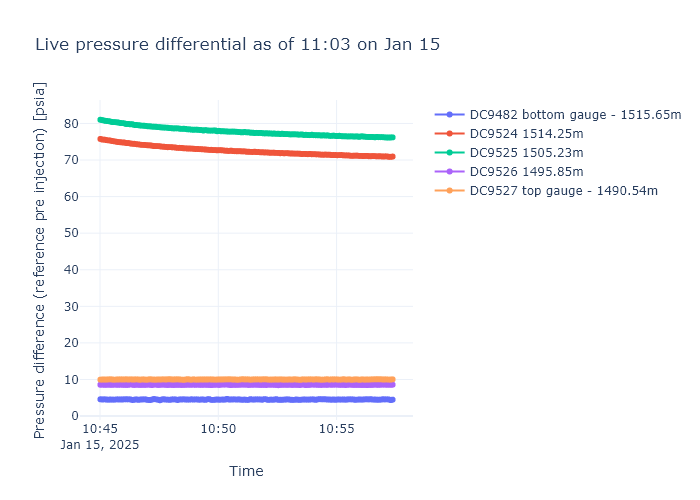 Live pressure differential as of 11:03 on Jan 15
Pressure difference (reference pre injection) [psia]
80
70
60
50
40
30
20
10
0
10:45
Jan 15, 2025
10:50
10:55
Time
DC9482 bottom gauge - 1515.65m
DC9524 1514.25m
DC9525 1505.23m
DC9526 1495.85m
DC9527 top gauge - 1490.54m